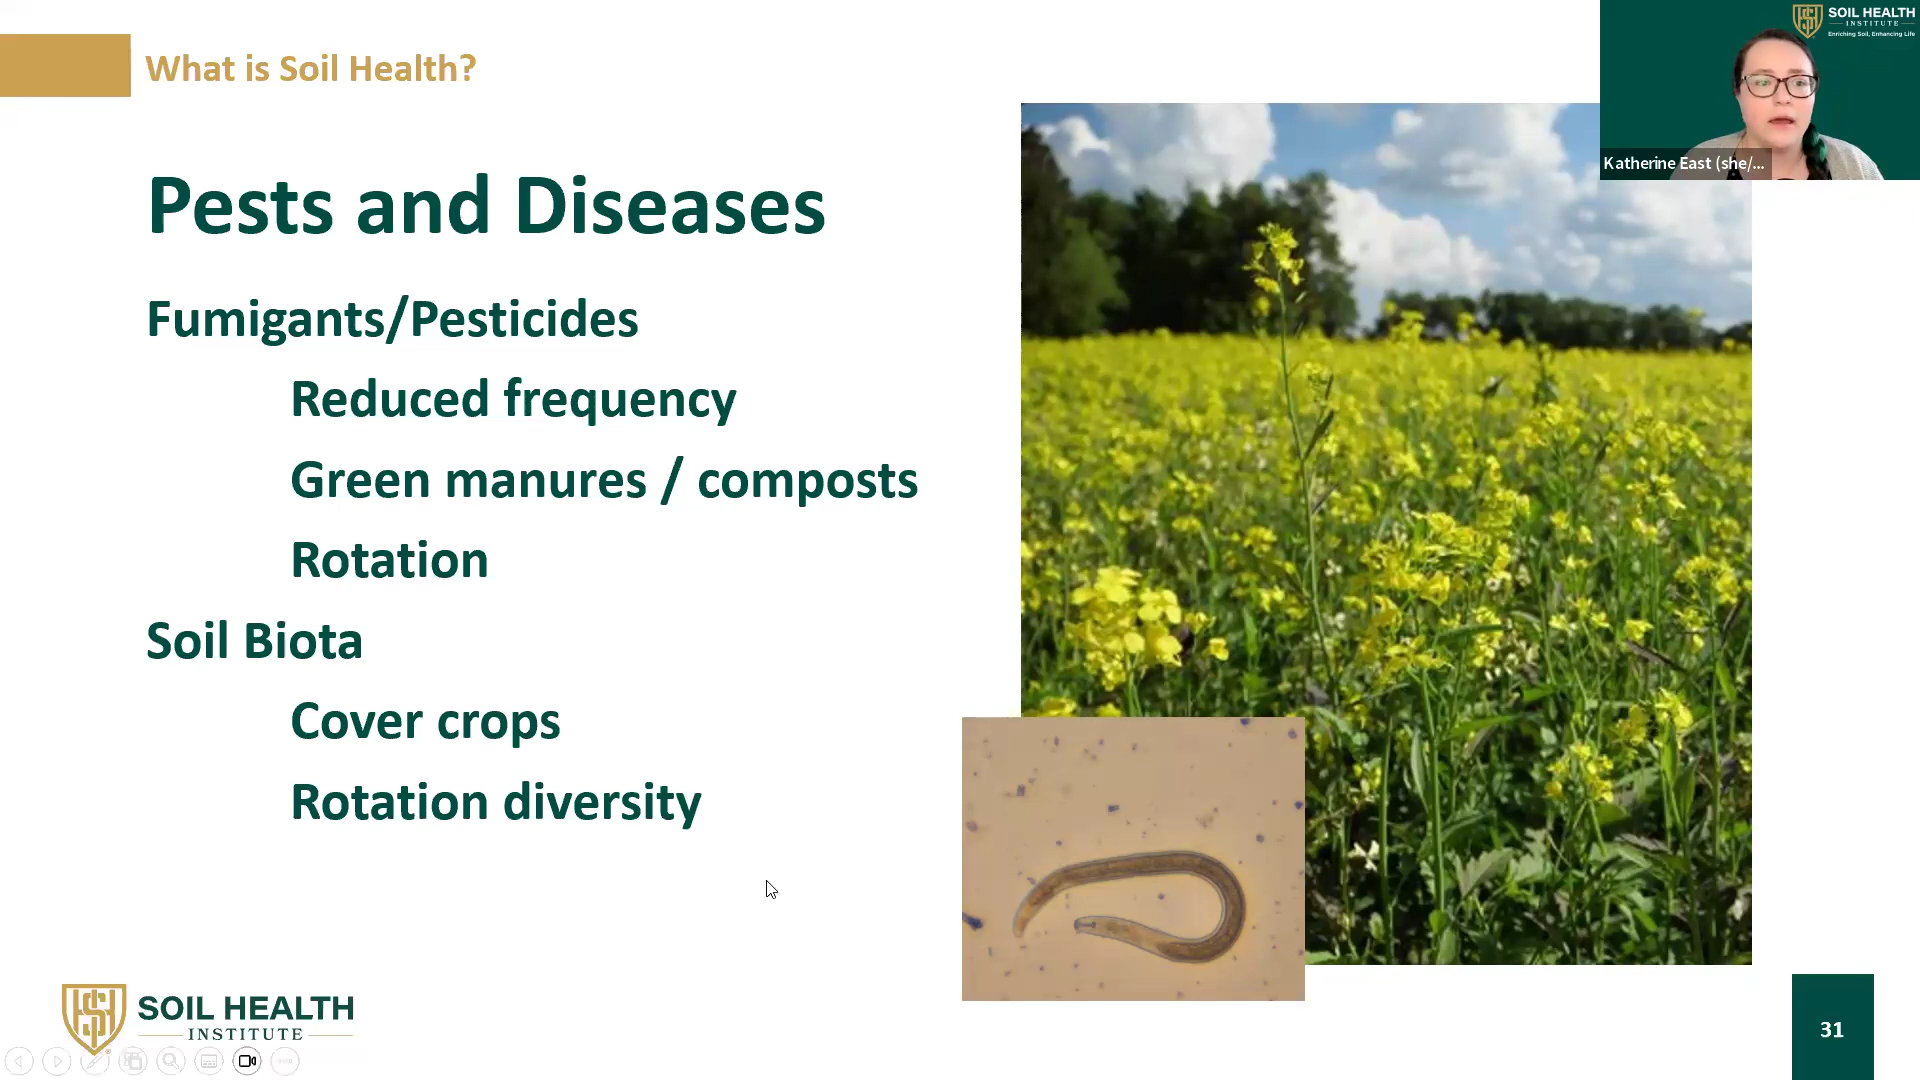 What is Soil Health?
SOIL HEALTH
INSTITUTE
Enriching Soil, Enhancing Life
Katherine East (she/...
Pests and Diseases
Fumigants/Pesticides
Reduced frequency
Green manures / composts
Rotation
Soil Biota
Cover crops
Rotation diversity
SOIL HEALTH
INSTITUTE
31